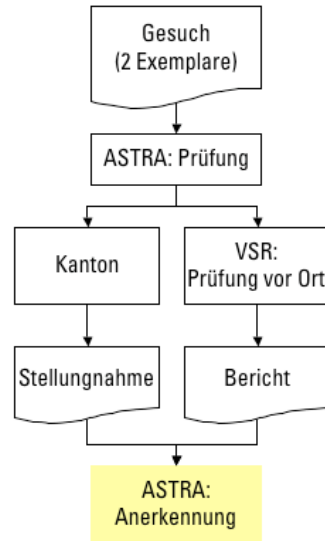 Gesuch
(2 Exemplare)
ASTRA: Prüfung
Kanton
VSR:
Prüfung vor Ort
Stellungnahme
Bericht
ASTRA:
Anerkennung